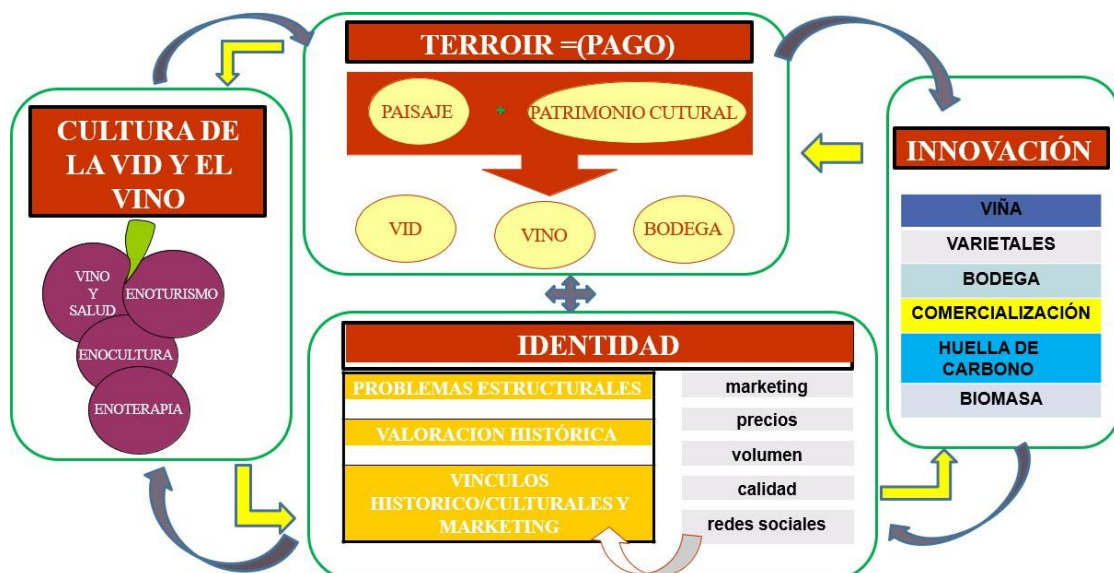 TERROIR =(PAGO)
PAISAJE
+
PATRIMONIO CUTURAL
VID
VINO
BODEGA
CULTURA DE
LA VID Y EL
VINO
VINO
Y
SALUD
ENOTURISMO
ENOCULTURA
ENOTERAPIA
INNOVACIÓN
VIÑA
VARIETALES
BODEGA
COMERCIALIZACIÓN
HUELLA DE
CARBONO
BIOMASA
IDENTIDAD
PROBLEMAS ESTRUCTURALES
VALORACION HISTÓRICA
VINCULOS
HISTORICO/CULTURALES Y
MARKETING
marketing
precios
volumen
calidad
redes sociales